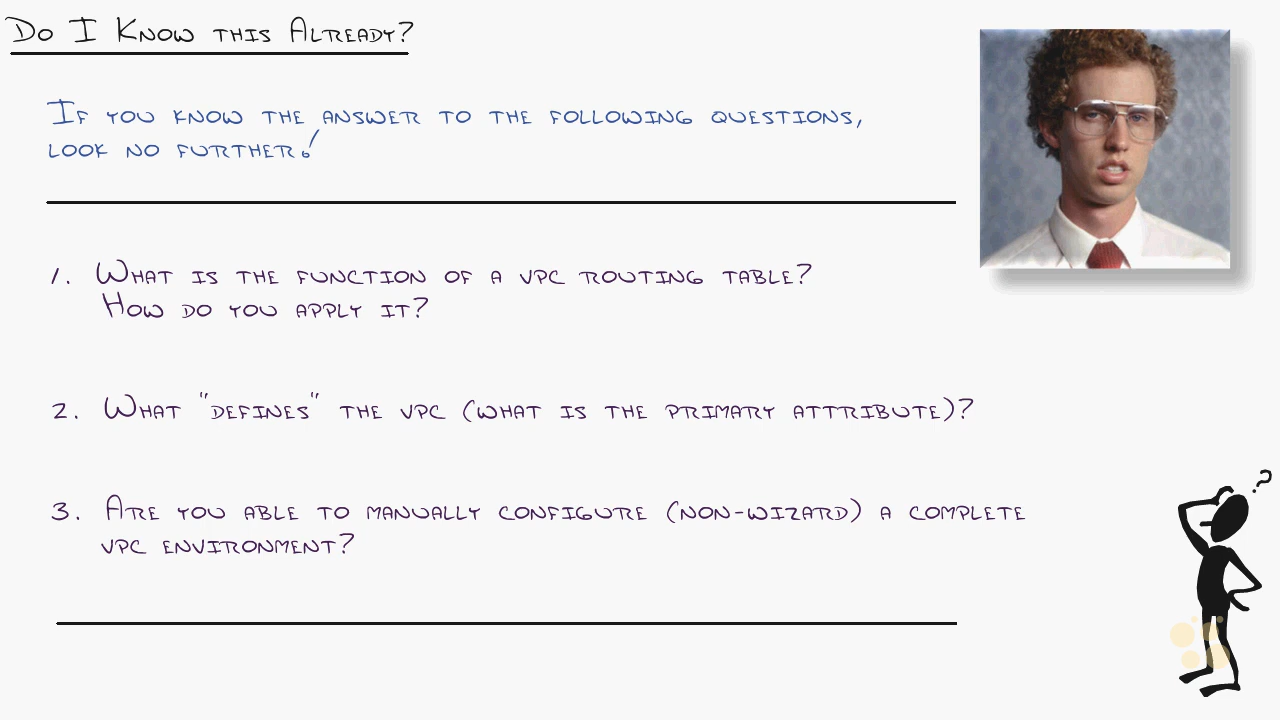 Do I Know this Already?
If you know the answer to the following questions,
look no further!
1. What is the function of a VPC routing table?
How do you apply it?
2. What "defines" the VPC (what is the primary attribute)?
3. Are you able to manually configure (non-wizard) a complete
VPC environment?
?